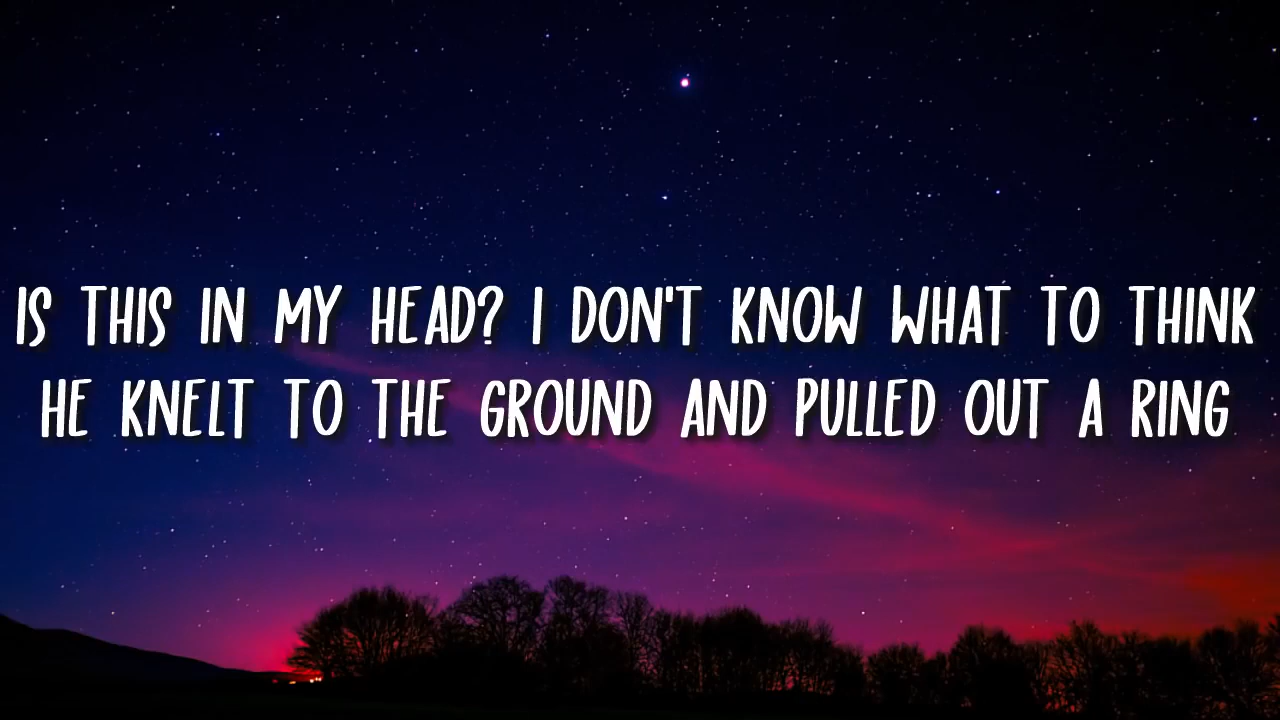 IS THIS IN MY HEAD? I DON'T KNOW WHAT TO THINK
HE KNELT TO THE GROUND AND PULLED OUT A RING